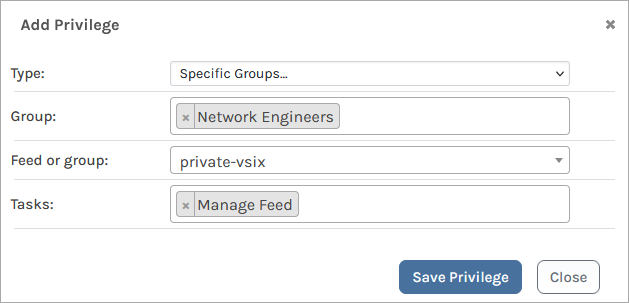 Add Privilege ×
Type: Specific Groups...
Group: × Network Engineers
Feed or group: private-vsix
Tasks: × Manage Feed
Save Privilege Close